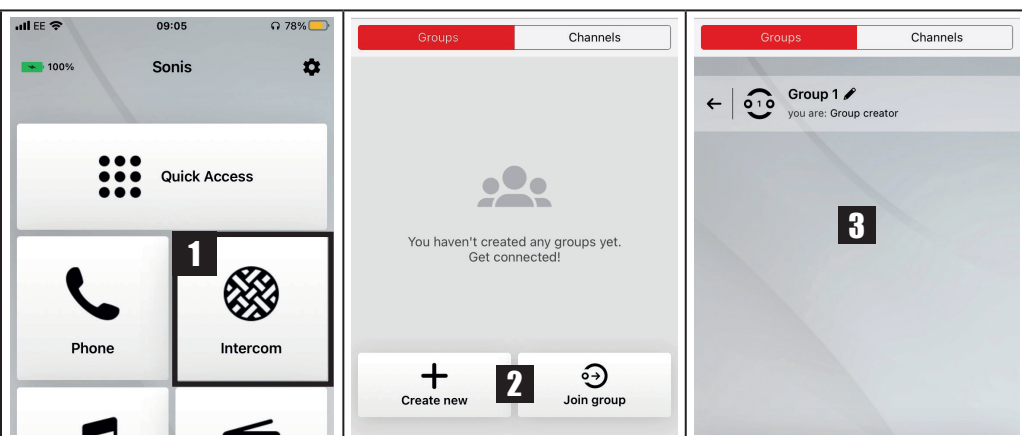 EE 09:05 78%
100% Sonis
Quick Access
1
Phone Intercom
Groups Channels
You haven't created any groups yet.
Get connected!
2
Create new Join group
Groups Channels
1 Group 1
you are: Group creator
3